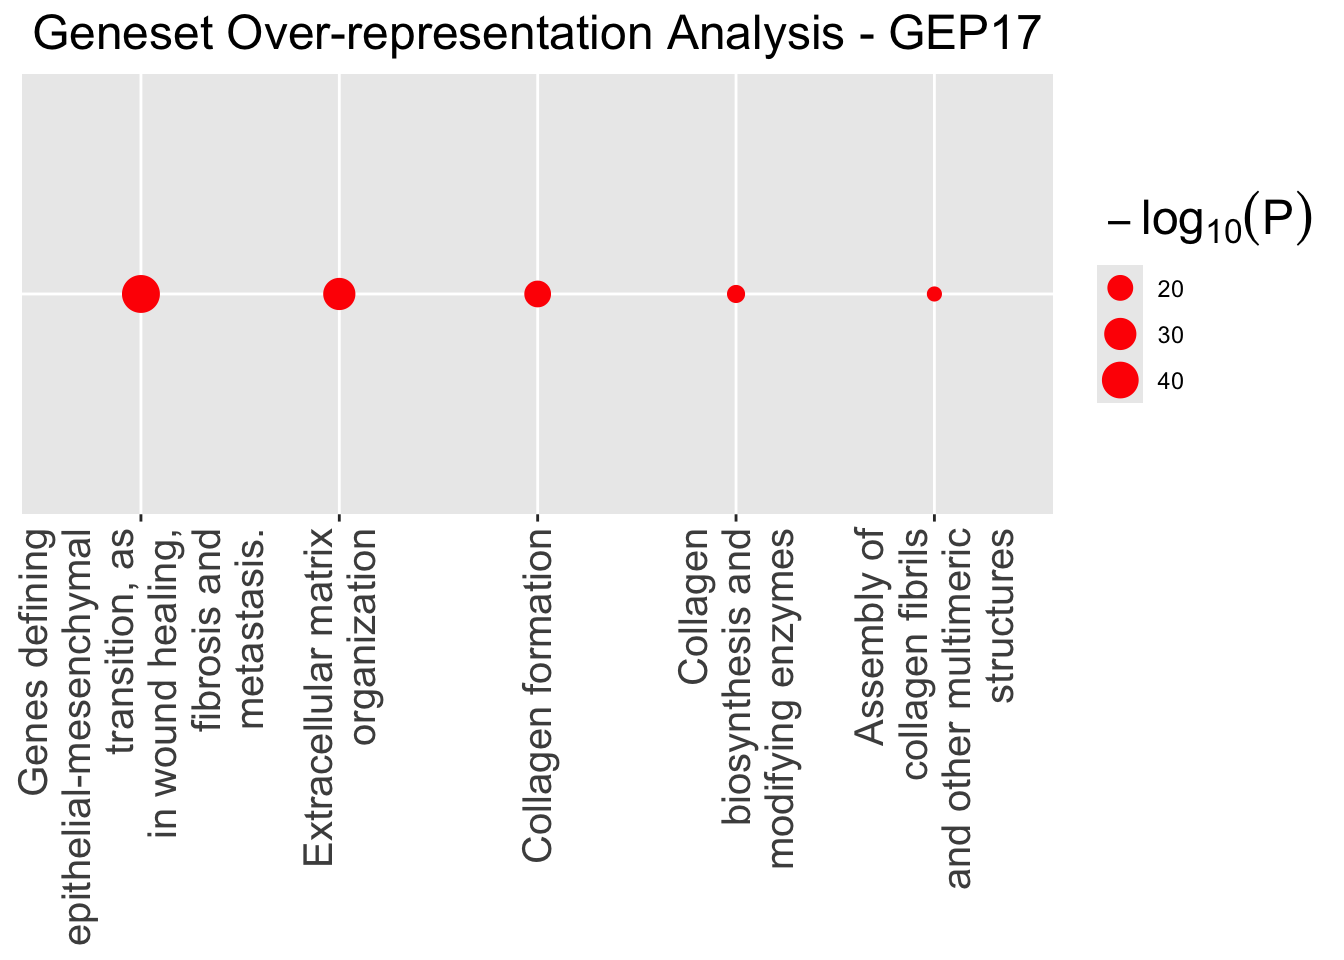 Geneset Over-representation Analysis - GEP17
− log10(P)
20
30
40
Genes defining
epithelial-mesenchymal
transition, as
in wound healing,
fibrosis and
metastasis.
Extracellular matrix
organization
Collagen formation
Collagen
biosynthesis and
modifying enzymes
Assembly of
collagen fibrils
and other multimeric
structures